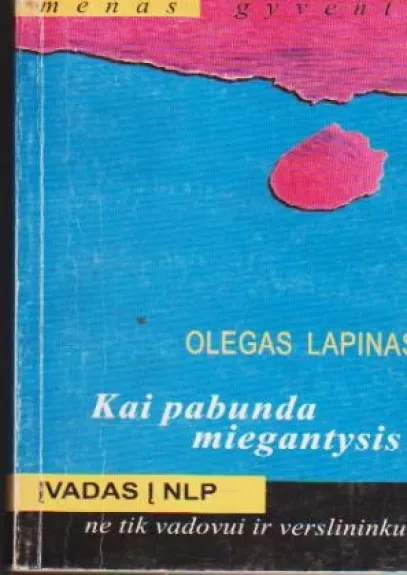 menas gyvent
OLEGAS LAPINAS
Kai pabunda
miegantysis
ĮVADAS Į NLP
ne tik vadovui ir verslininku